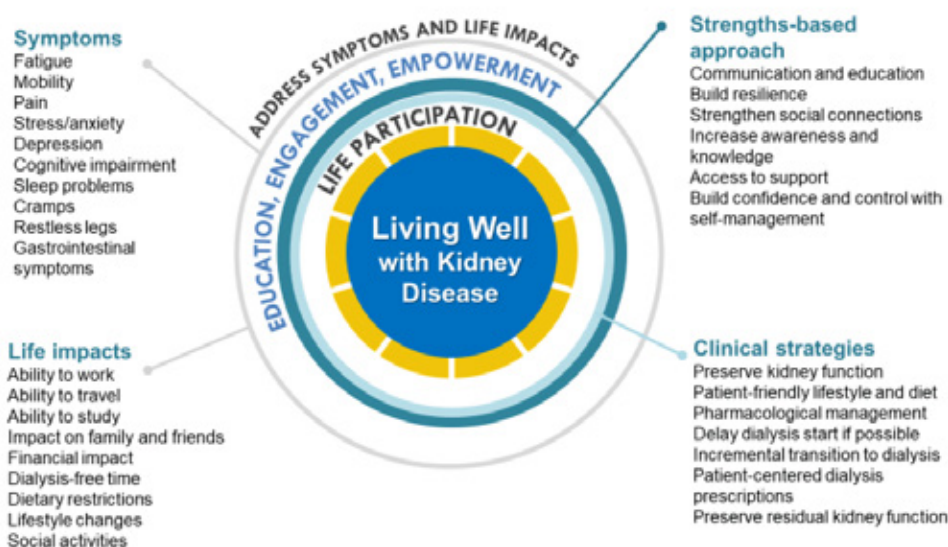 Symptoms
Fatigue
Mobility
Pain
Stress/anxiety
Depression
Cognitive impairment
Sleep problems
Cramps
Restless legs
Gastrointestinal
symptoms
Life impacts
Ability to work
Ability to travel
Ability to study
Impact on family and friends
Financial impact
Dialysis-free time
Dietary restrictions
Lifestyle changes
Social activities
ADDRESS SYMPTOMS AND LIFE IMPACTS
EDUCATION, ENGAGEMENT, EMPOWERMENT
LIFE PARTICIPATION
Living Well
with Kidney
Disease
Strengths-based
approach
Communication and education
Build resilience
Strengthen social connections
Increase awareness and
knowledge
Access to support
Build confidence and control with
self-management
Clinical strategies
Preserve kidney function
Patient-friendly lifestyle and diet
Pharmacological management
Delay dialysis start if possible
Incremental transition to dialysis
Patient-centered dialysis
prescriptions
Preserve residual kidney function